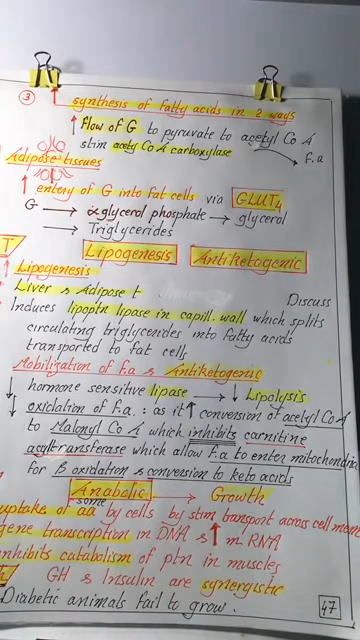 ③ ↑ synthesis of fatty acids in 2 ways
↑ flow of G to pyruvate to acetyl Co A
stim acetyl Co A carboxylase → F.a
Adipose tissues
↑ entery of G into fat cells via GLUT4
G → α glycerol phosphate → glycerol
→ Triglycerides
Lipogenesis Antiketogenic
↑ Lipogenesis
Liver & Adipose t. Discuss
Induces lipoptn lipase in capill. wall which splits
circulating triglycerides into fatty acids
transported to fat cells
Mobilization of F.a & Antiketogenic
↓ hormone sensitive lipase → ↓ Lipolysis
↓ oxidation of F.a. : as it ↑ conversion of acetyl Co A
to Malonyl Co A which inhibits carnitine
acyltransferase which allow F.a to enter mitochondria
for B oxidation & conversion to keto acids
Anabolic → Growth
some
uptake of aa by cells by stim transport across cell mem
gene transcription in DNA & ↑ m RNA
inhibits catabolism of ptn in muscles
GH & Insulin are synergistic
Diabetic animals fail to grow.
47